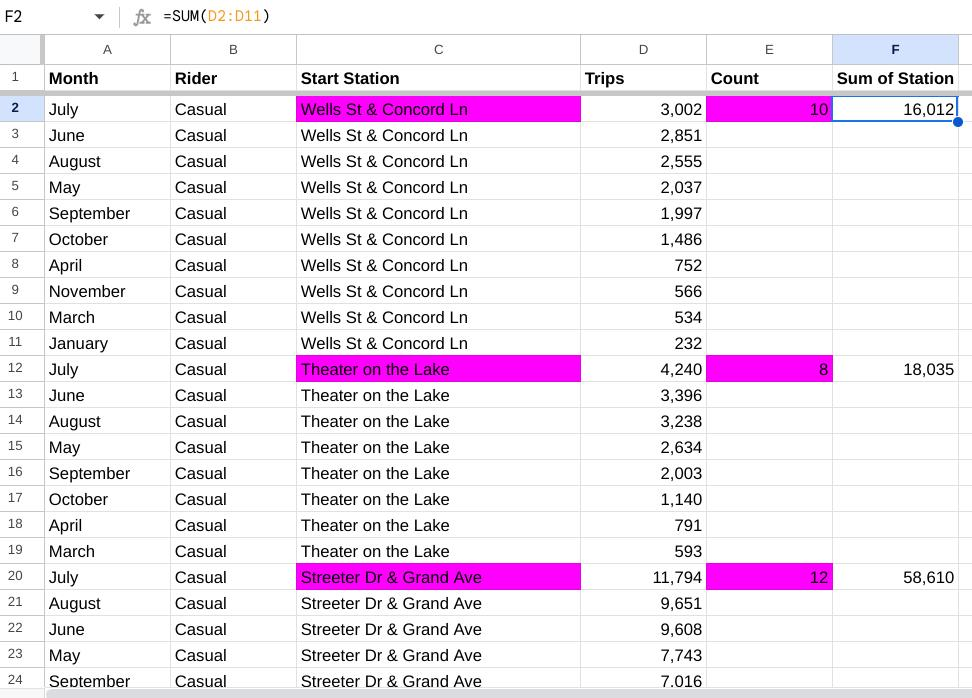 F2 fx =SUM(D2:D11)
A B C D E F
1 Month Rider Start Station Trips Count Sum of Station
2 July Casual Wells St & Concord Ln 3,002 10 16,012
3 June Casual Wells St & Concord Ln 2,851
4 August Casual Wells St & Concord Ln 2,555
5 May Casual Wells St & Concord Ln 2,037
6 September Casual Wells St & Concord Ln 1,997
7 October Casual Wells St & Concord Ln 1,486
8 April Casual Wells St & Concord Ln 752
9 November Casual Wells St & Concord Ln 566
10 March Casual Wells St & Concord Ln 534
11 January Casual Wells St & Concord Ln 232
12 July Casual Theater on the Lake 4,240 8 18,035
13 June Casual Theater on the Lake 3,396
14 August Casual Theater on the Lake 3,238
15 May Casual Theater on the Lake 2,634
16 September Casual Theater on the Lake 2,003
17 October Casual Theater on the Lake 1,140
18 April Casual Theater on the Lake 791
19 March Casual Theater on the Lake 593
20 July Casual Streeter Dr & Grand Ave 11,794 12 58,610
21 August Casual Streeter Dr & Grand Ave 9,651
22 June Casual Streeter Dr & Grand Ave 9,608
23 May Casual Streeter Dr & Grand Ave 7,743
24 September Casual Streeter Dr & Grand Ave 7,016